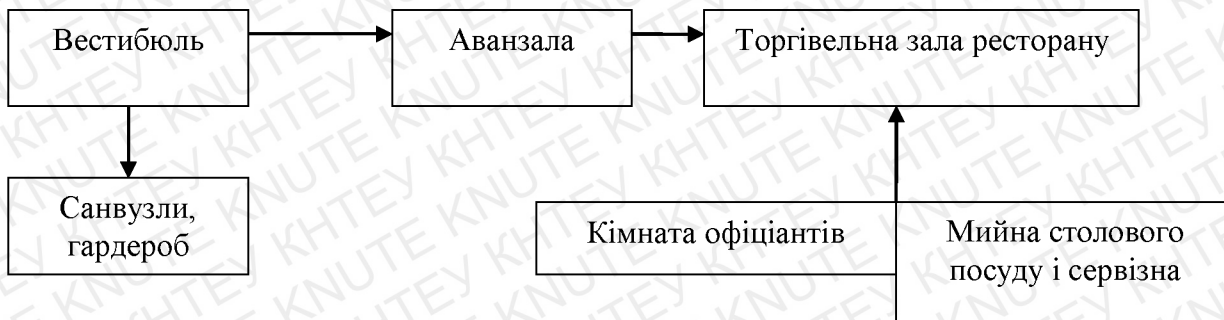 Вестибюль
Аванзала
Торгівельна зала ресторану
Санвузли,
гардероб
Кімната офіціантів
Мийна столового
посуду і сервізна